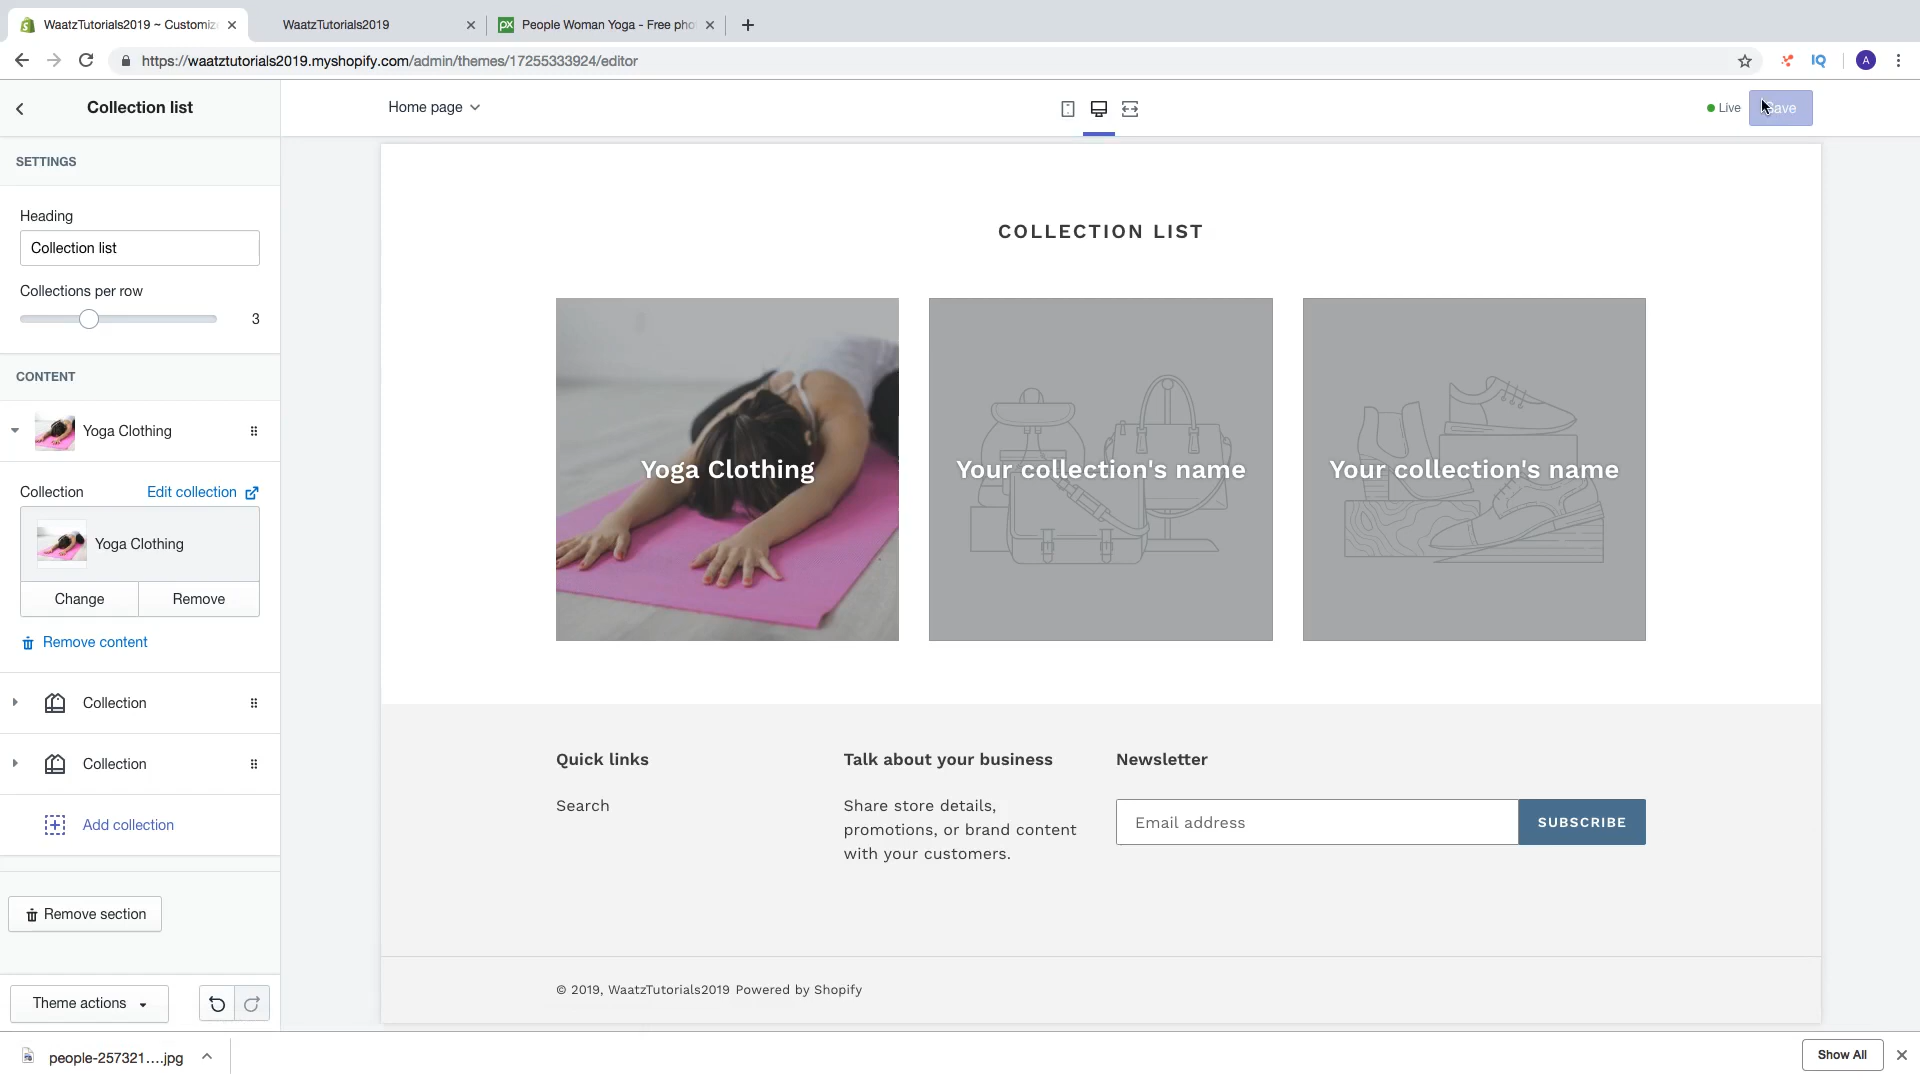 WaatzTutorials2019 ~ Customiz
WaatzTutorials2019
px
People Woman Yoga - Free pho
https://waatztutorials2019.myshopify.com/admin/themes/17255333924/editor
IQ
A
Collection list
Home page
Live
Save
SETTINGS
Heading
Collection list
Collections per row
3
CONTENT
Yoga Clothing
Collection
Edit collection
Yoga Clothing
Change
Remove
Remove content
Collection
Collection
Add collection
Remove section
Theme actions
COLLECTION LIST
Yoga Clothing
Your collection's name
Your collection's name
Quick links
Search
Talk about your business
Share store details,
promotions, or brand content
with your customers.
Newsletter
Email address
SUBSCRIBE
© 2019, WaatzTutorials2019 Powered by Shopify
people-257321....jpg
Show All